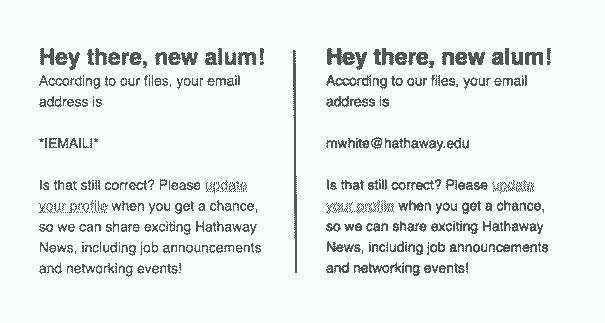 Hey there, new alum!
According to our files, your email
address is
*|EMAIL|*
Is that still correct? Please update
your profile when you get a chance,
so we can share exciting Hathaway
News, including job announcements
and networking events!
Hey there, new alum!
According to our files, your email
address is
mwhite@hathaway.edu
Is that still correct? Please update
your profile when you get a chance,
so we can share exciting Hathaway
News, including job announcements
and networking events!